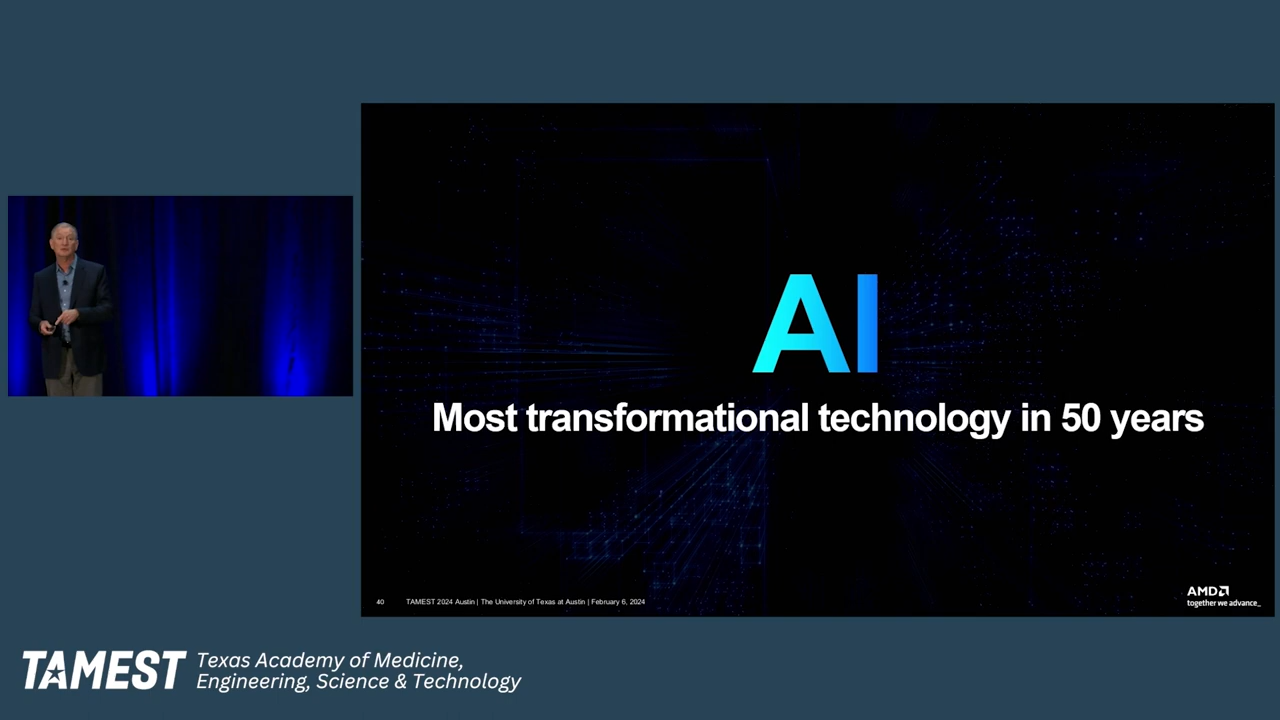 AI
Most transformational technology in 50 years
40 TAMEST 2024 Austin | The University of Texas at Austin | February 6, 2024
AMD
together we advance_
TAMEST
Texas Academy of Medicine,
Engineering, Science & Technology